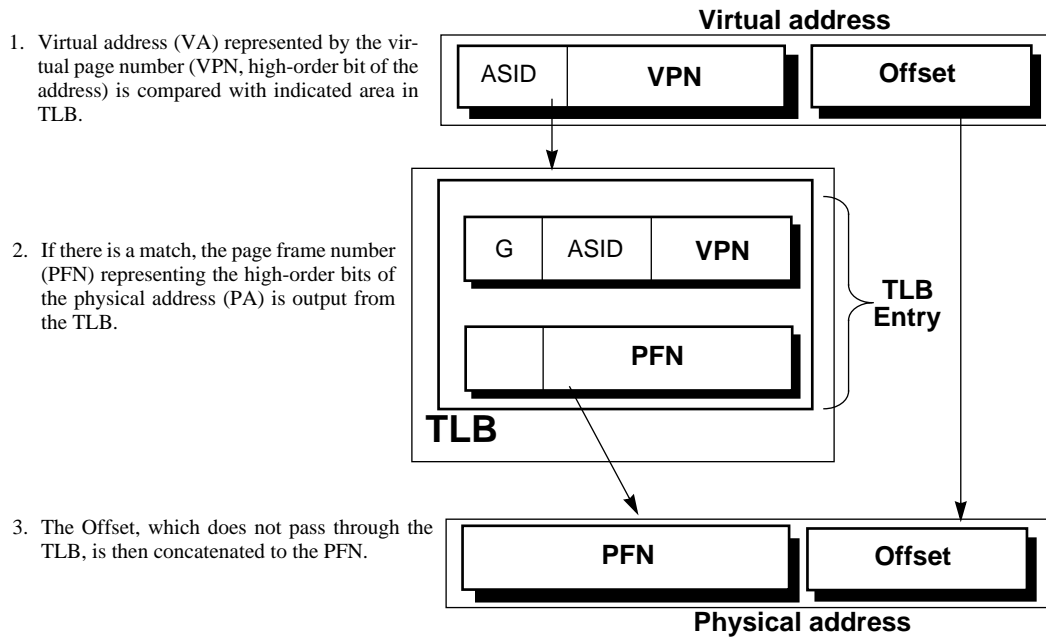 Virtual address
1. Virtual address (VA) represented by the vir-
tual page number (VPN, high-order bit of the
address) is compared with indicated area in
TLB.
ASID
VPN
Offset
G
ASID
VPN
2. If there is a match, the page frame number
(PFN) representing the high-order bits of
the physical address (PA) is output from
the TLB.
TLB
Entry
PFN
TLB
3. The Offset, which does not pass through the
TLB, is then concatenated to the PFN.
PFN
Offset
Physical address